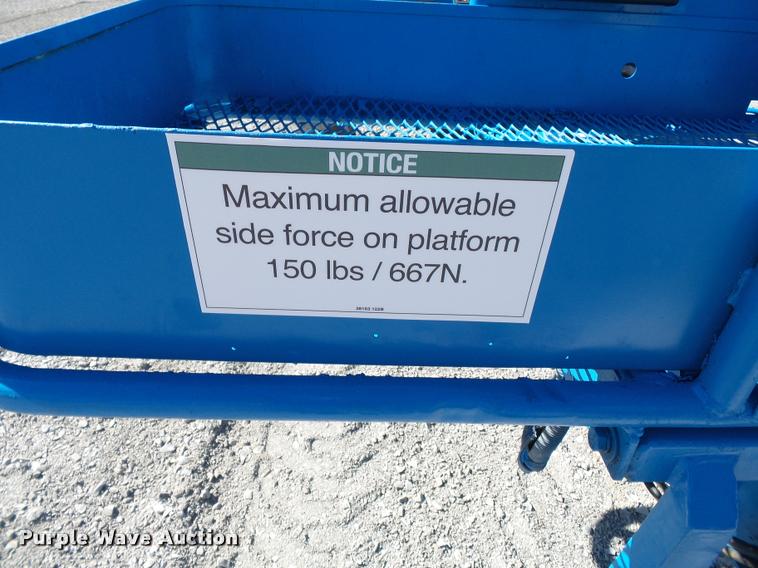 NOTICE
Maximum allowable
side force on platform
150 lbs / 667N.
Purple Wave Auction